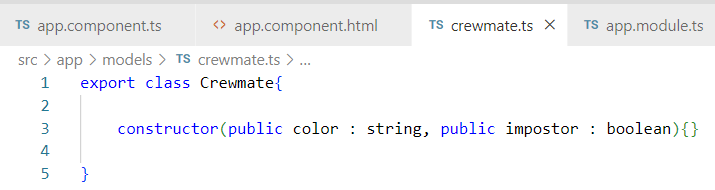 TS app.component.ts <> app.component.html TS crewmate.ts × TS app.module.ts
src > app > models > TS crewmate.ts > ...
1 export class Crewmate{
2
3 constructor(public color : string, public impostor : boolean){}
4
5 }